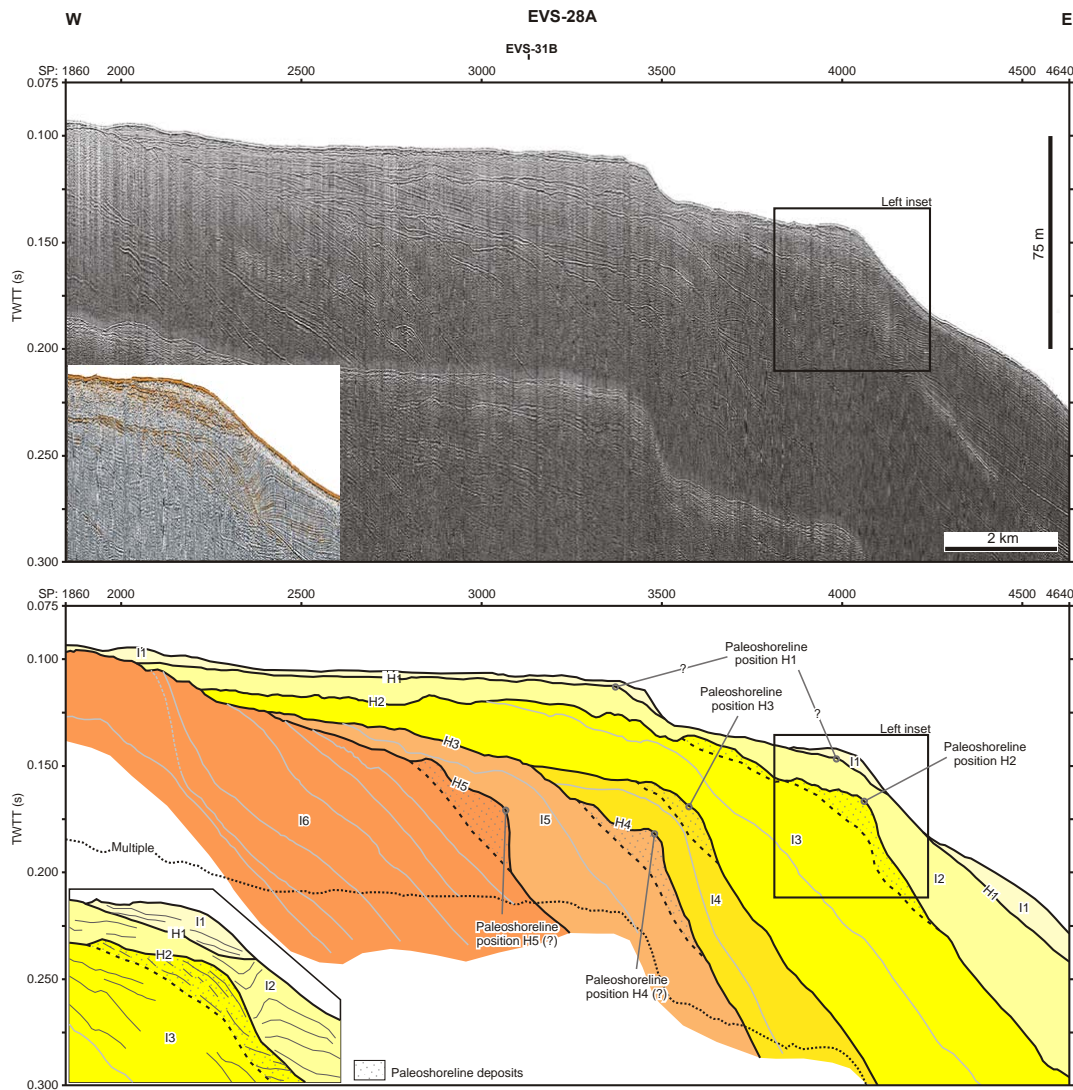 W
EVS-28A
E
EVS-31B
SP: 1860 2000 2500 3000 3500 4000 4500 4640
0.075
0.100
0.150
0.200
0.250
0.300
TWTT (s)
Left inset
75 m
2 km
SP: 1860 2000 2500 3000 3500 4000 4500 4640
0.075
0.100
0.150
0.200
0.250
0.300
TWTT (s)
I1
H1
H2
H3
H5
H4
I6
I5
I4
I3
I2
I1
H1
I1
Multiple
?
?
Paleoshoreline
position H1
Paleoshoreline
position H3
Left inset
Paleoshoreline
position H2
Paleoshoreline
position H5 (?)
Paleoshoreline
position H4 (?)
I1
H1
H2
I2
I3
Paleoshoreline deposits